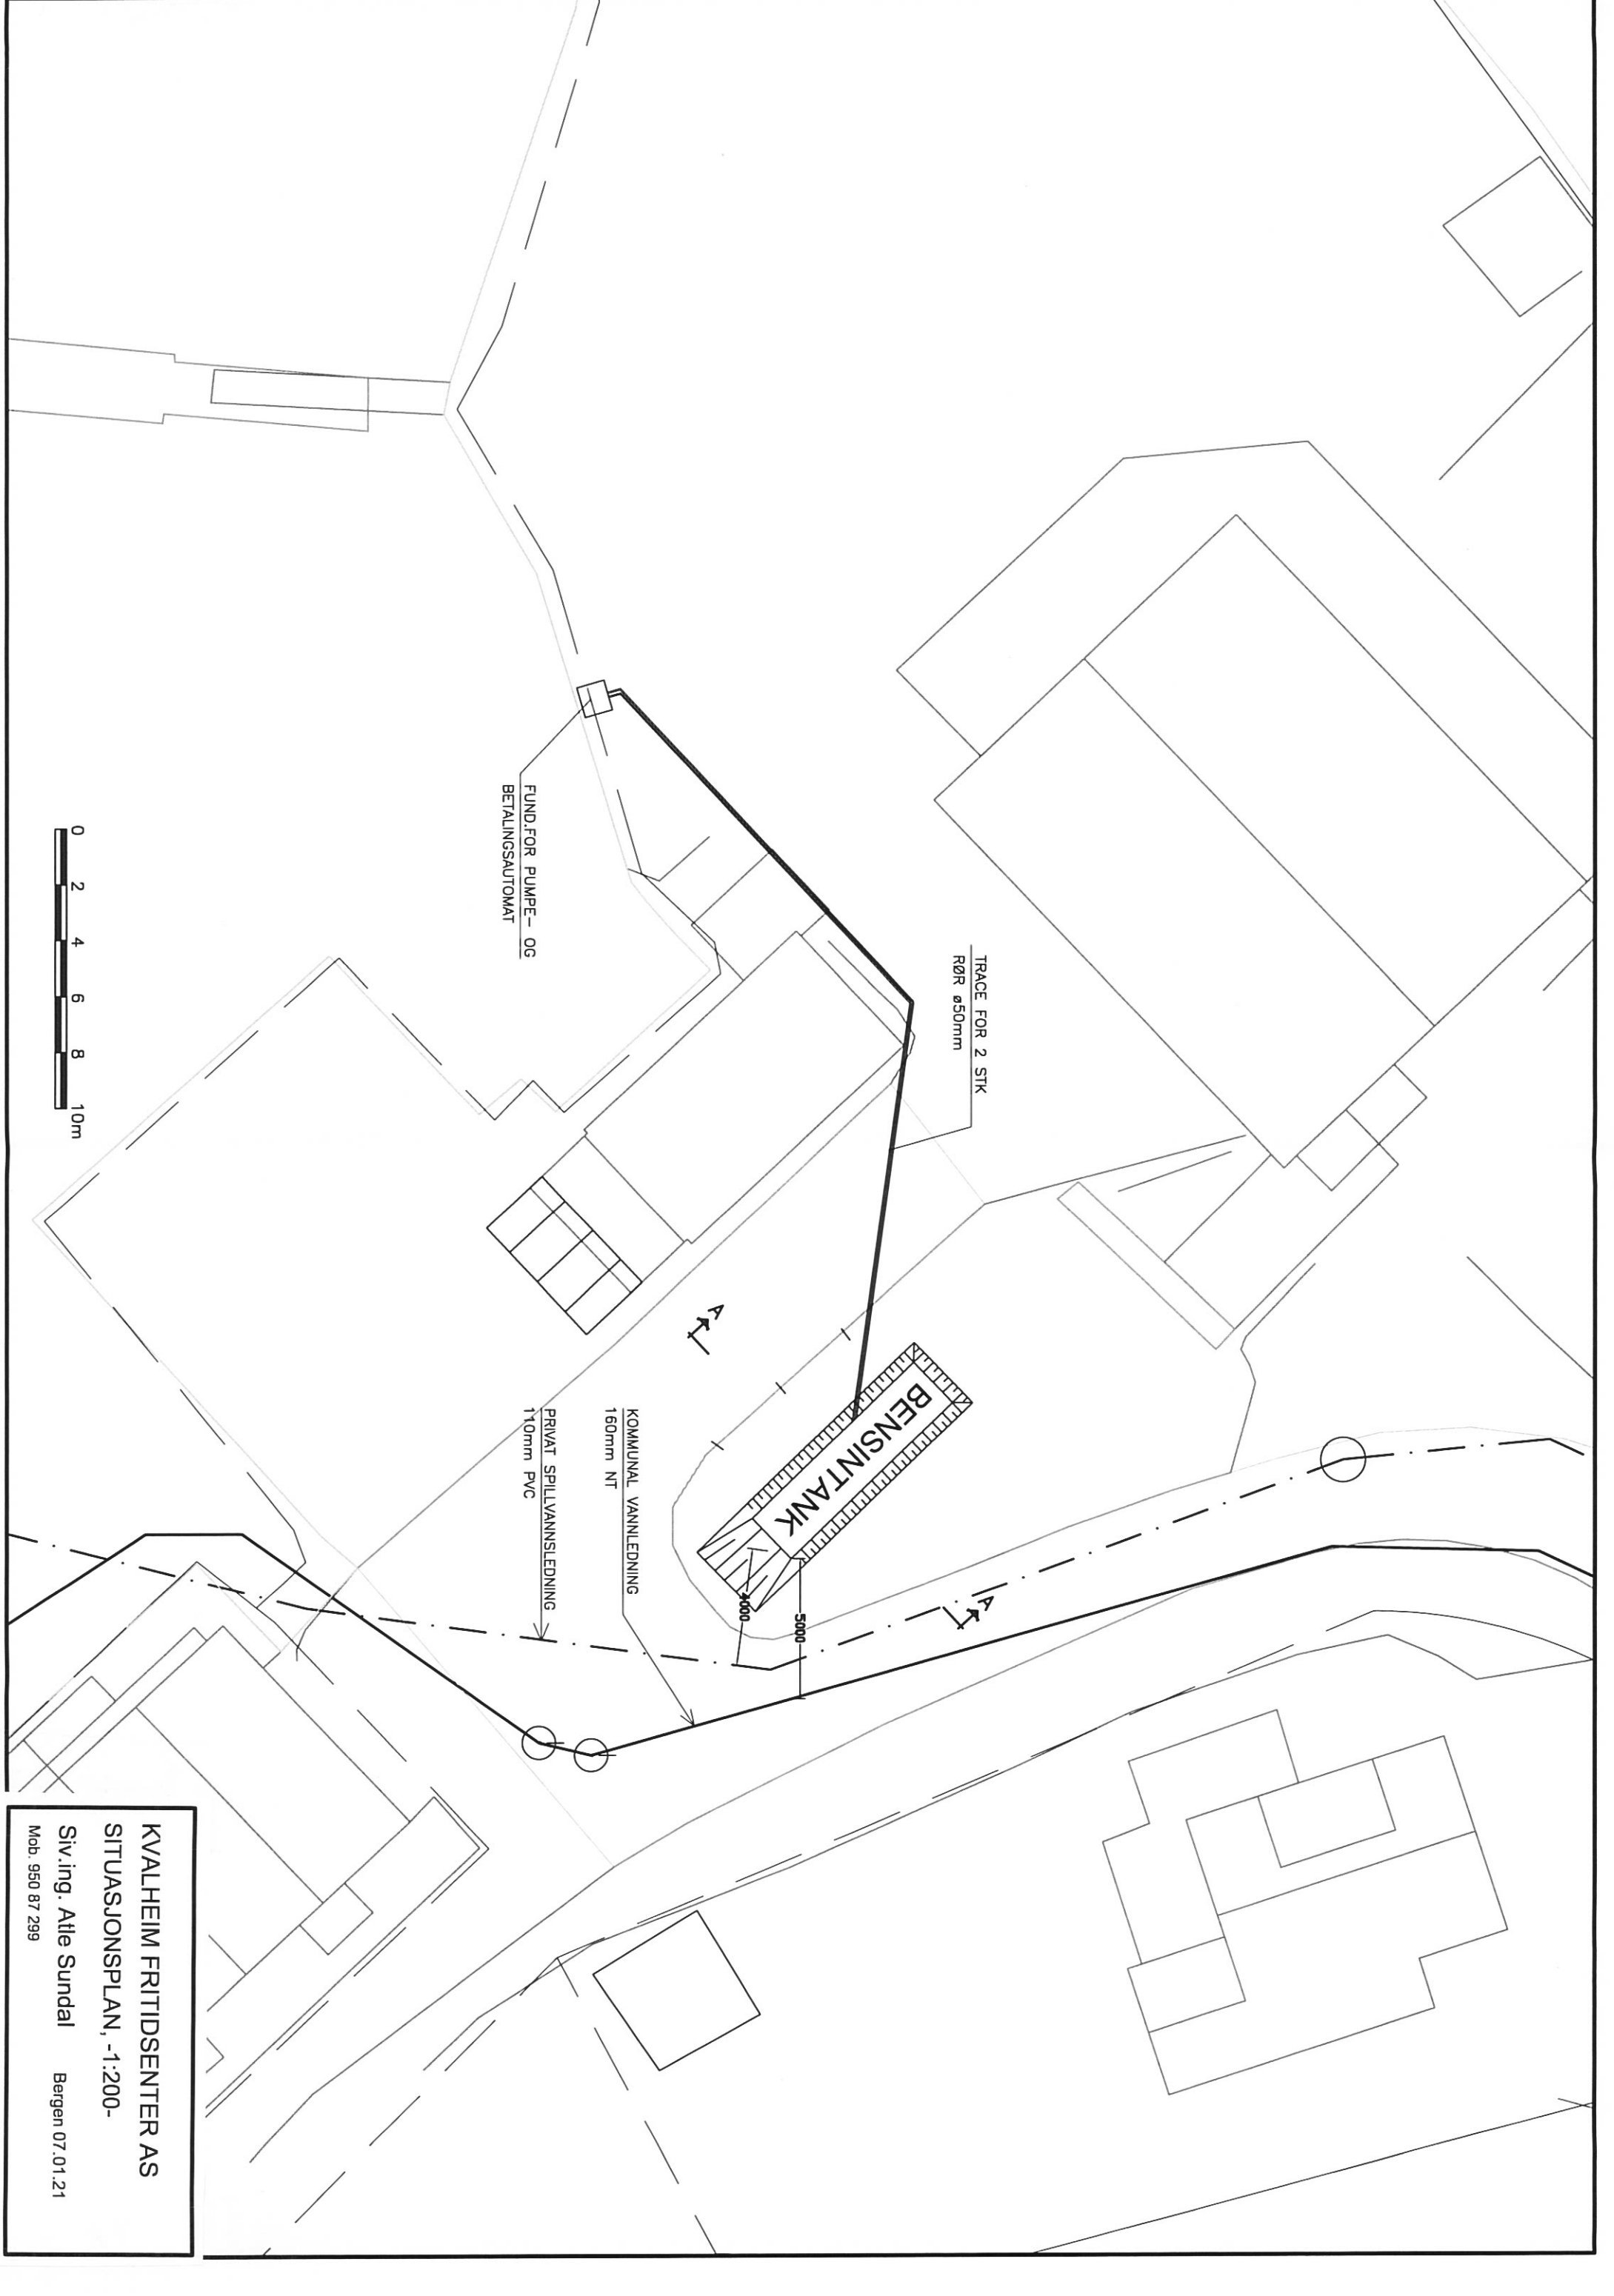 TRACE FOR 2 STK
RØR ø50mm
FUND.FOR PUMPE- OG
BETALINGSAUTOMAT
BENSINTANK
A
A
5000
4000
KOMMUNAL VANNLEDNING
160mm NT
PRIVAT SPILLVANNSLEDNING
110mm PVC
0 2 4 6 8 10m
KVALHEIM FRITIDSENTER AS
SITUASJONSPLAN, -1:200-
Siv.ing. Atle Sundal Bergen 07.01.21
Mob. 950 87 299